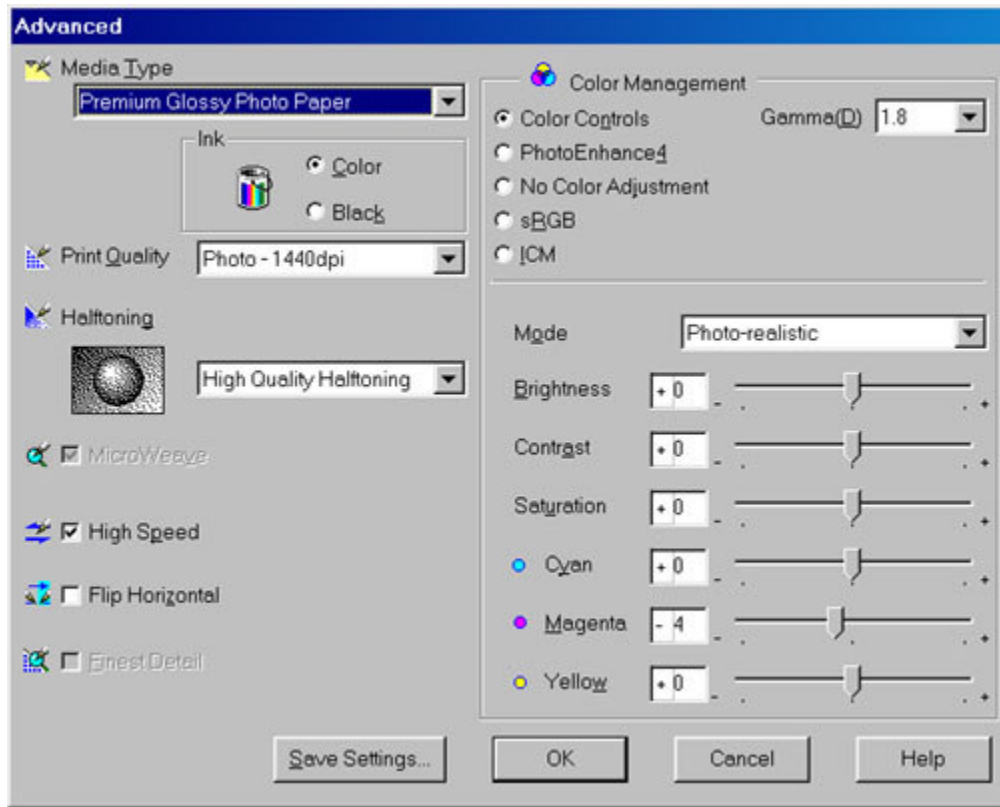 Advanced
Media Type
Premium Glossy Photo Paper
Ink
Color
Black
Print Quality
Photo - 1440dpi
Halftoning
High Quality Halftoning
MicroWeave
High Speed
Flip Horizontal
Finest Detail
Color Management
Color Controls
Gamma(D)
1.8
PhotoEnhance4
No Color Adjustment
sRGB
ICM
Mode
Photo-realistic
Brightness
+ 0
- +
Contrast
+ 0
- +
Saturation
+ 0
- +
Cyan
+ 0
- +
Magenta
- 4
- +
Yellow
+ 0
- +
Save Settings...
OK
Cancel
Help